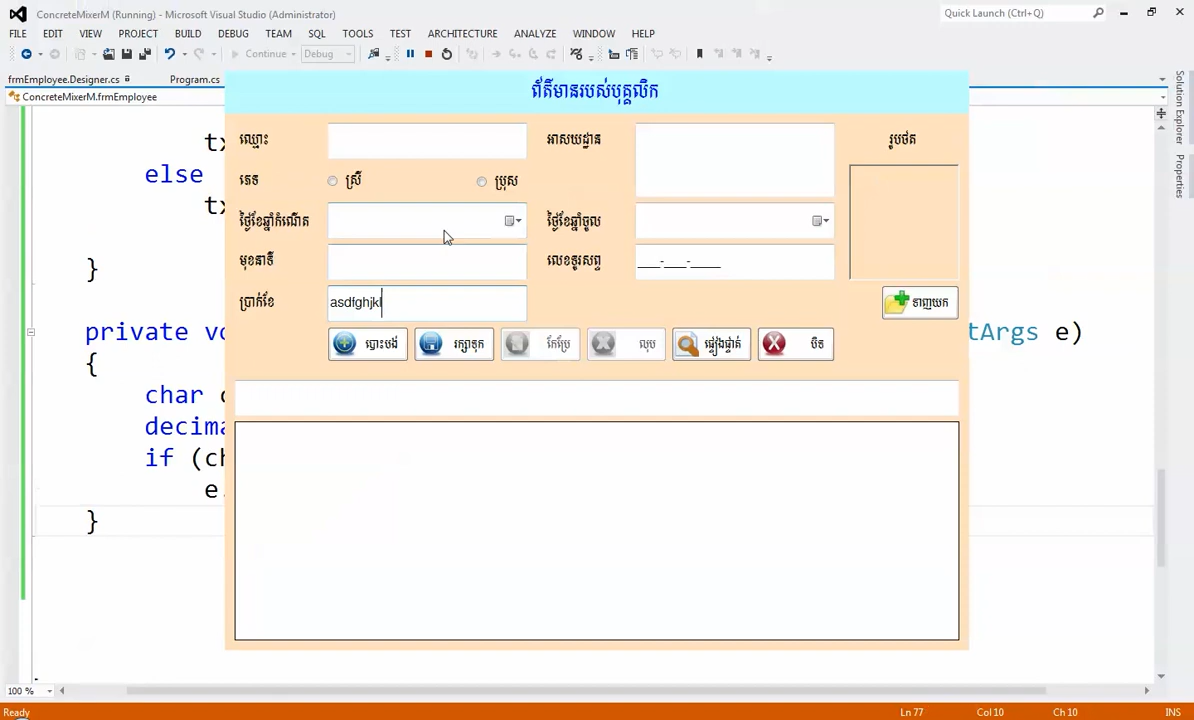 ConcreteMixerM (Running) - Microsoft Visual Studio (Administrator)
Quick Launch (Ctrl+Q)
FILE EDIT VIEW PROJECT BUILD DEBUG TEAM SQL TOOLS TEST ARCHITECTURE ANALYZE WINDOW HELP
Continue Debug
frmEmployee.Designer.cs Program.cs
ConcreteMixerM.frmEmployee
ព័ត៌មានរបស់បុគ្គលិក
ឈ្មោះ អាសយដ្ឋាន រូបថត
ភេទ ស្រី ប្រុស
ថ្ងៃខែឆ្នាំកំណើត ថ្ងៃខែឆ្នាំចូល
មុខនាទី លេខទូរសព្ទ ___-___-____
ប្រាក់ខែ asdfghjkl ទាញយក
បោះបង់ រក្សាទុក កែប្រែ លុប ផ្ទៀងផ្ទាត់ បិទ
tx
else
tx
}
private vo tArgs e)
{
char
decima
if (ch
e.
}
Solution Explorer
Properties
100 %
Ready Ln 77 Col 10 Ch 10 INS